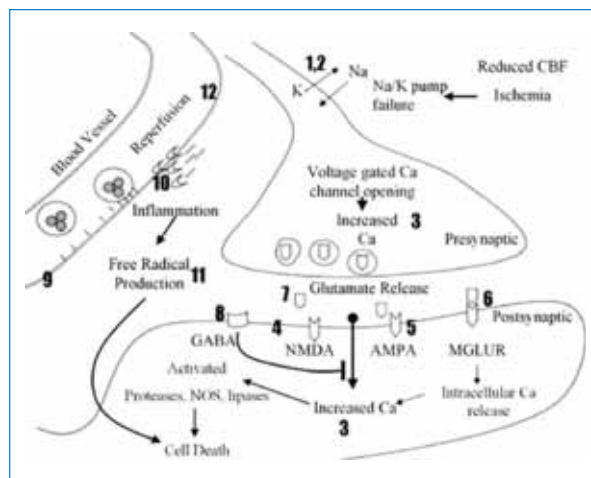 1,2
Na
K
Na/K pump
failure
Reduced CBF
Ischemia
12
Blood Vessel
Reperfusion
10
Inflammation
9
Free Radical
Production
11
Voltage gated Ca
channel opening
Increased
Ca
3
Presynaptic
7
Glutamate Release
6
8
4
5
Postsynaptic
GABA
NMDA
AMPA
MGLUR
Activated
Proteases, NOS, lipases
Increased Ca
3
Intracellular Ca
release
Cell Death